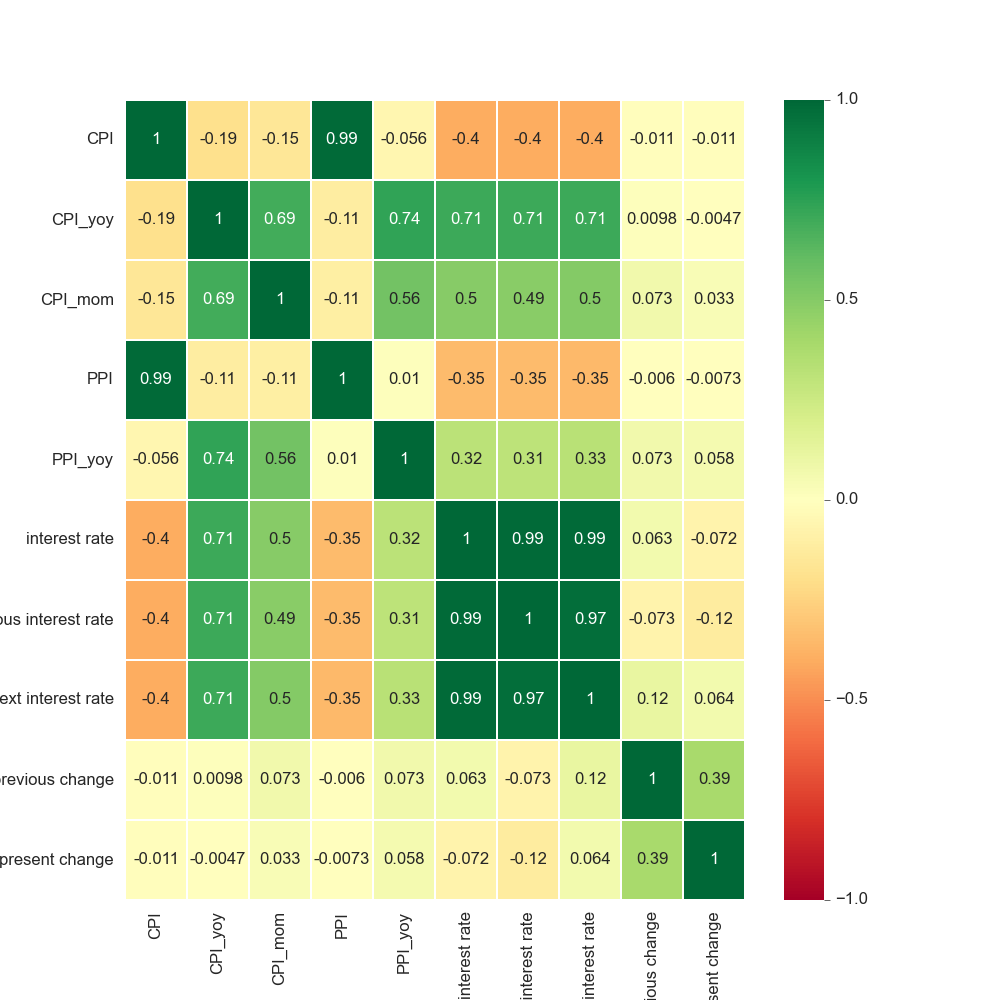 CPI 1 -0.19 -0.15 0.99 -0.056 -0.4 -0.4 -0.4 -0.011 -0.011
CPI_yoy -0.19 1 0.69 -0.11 0.74 0.71 0.71 0.71 0.0098 -0.0047
CPI_mom -0.15 0.69 1 -0.11 0.56 0.5 0.49 0.5 0.073 0.033
PPI 0.99 -0.11 -0.11 1 0.01 -0.35 -0.35 -0.35 -0.006 -0.0073
PPI_yoy -0.056 0.74 0.56 0.01 1 0.32 0.31 0.33 0.073 0.058
interest rate -0.4 0.71 0.5 -0.35 0.32 1 0.99 0.99 0.063 -0.072
ous interest rate -0.4 0.71 0.49 -0.35 0.31 0.99 1 0.97 -0.073 -0.12
ext interest rate -0.4 0.71 0.5 -0.35 0.33 0.99 0.97 1 0.12 0.064
revious change -0.011 0.0098 0.073 -0.006 0.073 0.063 -0.073 0.12 1 0.39
present change -0.011 -0.0047 0.033 -0.0073 0.058 -0.072 -0.12 0.064 0.39 1
CPI
CPI_yoy
CPI_mom
PPI
PPI_yoy
interest rate
interest rate
interest rate
ious change
sent change
1.0
0.5
0.0
−0.5
−1.0